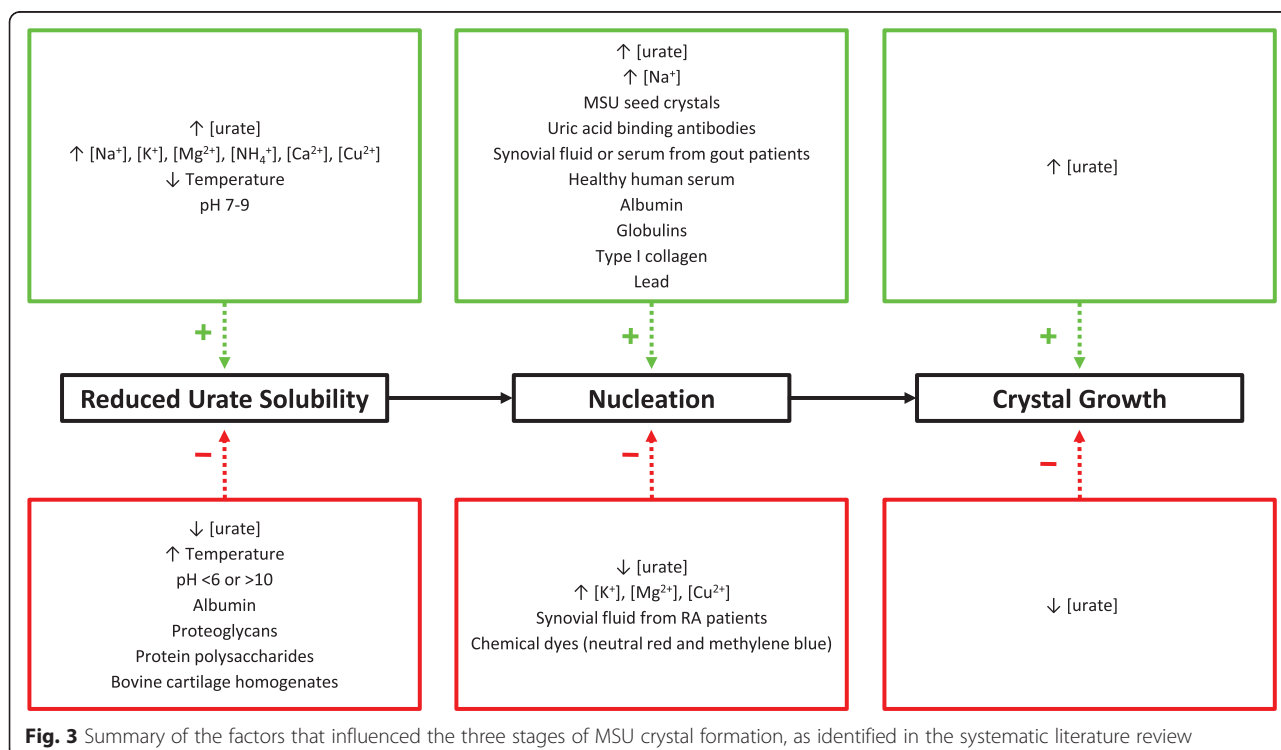 ↑ [urate]
↑ [Na⁺], [K⁺], [Mg²⁺], [NH₄⁺], [Ca²⁺], [Cu²⁺]
↓ Temperature
pH 7-9
↑ [urate]
↑ [Na⁺]
MSU seed crystals
Uric acid binding antibodies
Synovial fluid or serum from gout patients
Healthy human serum
Albumin
Globulins
Type I collagen
Lead
↑ [urate]
+
+
+
Reduced Urate Solubility
Nucleation
Crystal Growth
−
−
−
↓ [urate]
↑ Temperature
pH <6 or >10
Albumin
Proteoglycans
Protein polysaccharides
Bovine cartilage homogenates
↓ [urate]
↑ [K⁺], [Mg²⁺], [Cu²⁺]
Synovial fluid from RA patients
Chemical dyes (neutral red and methylene blue)
↓ [urate]
Fig. 3 Summary of the factors that influenced the three stages of MSU crystal formation, as identified in the systematic literature review